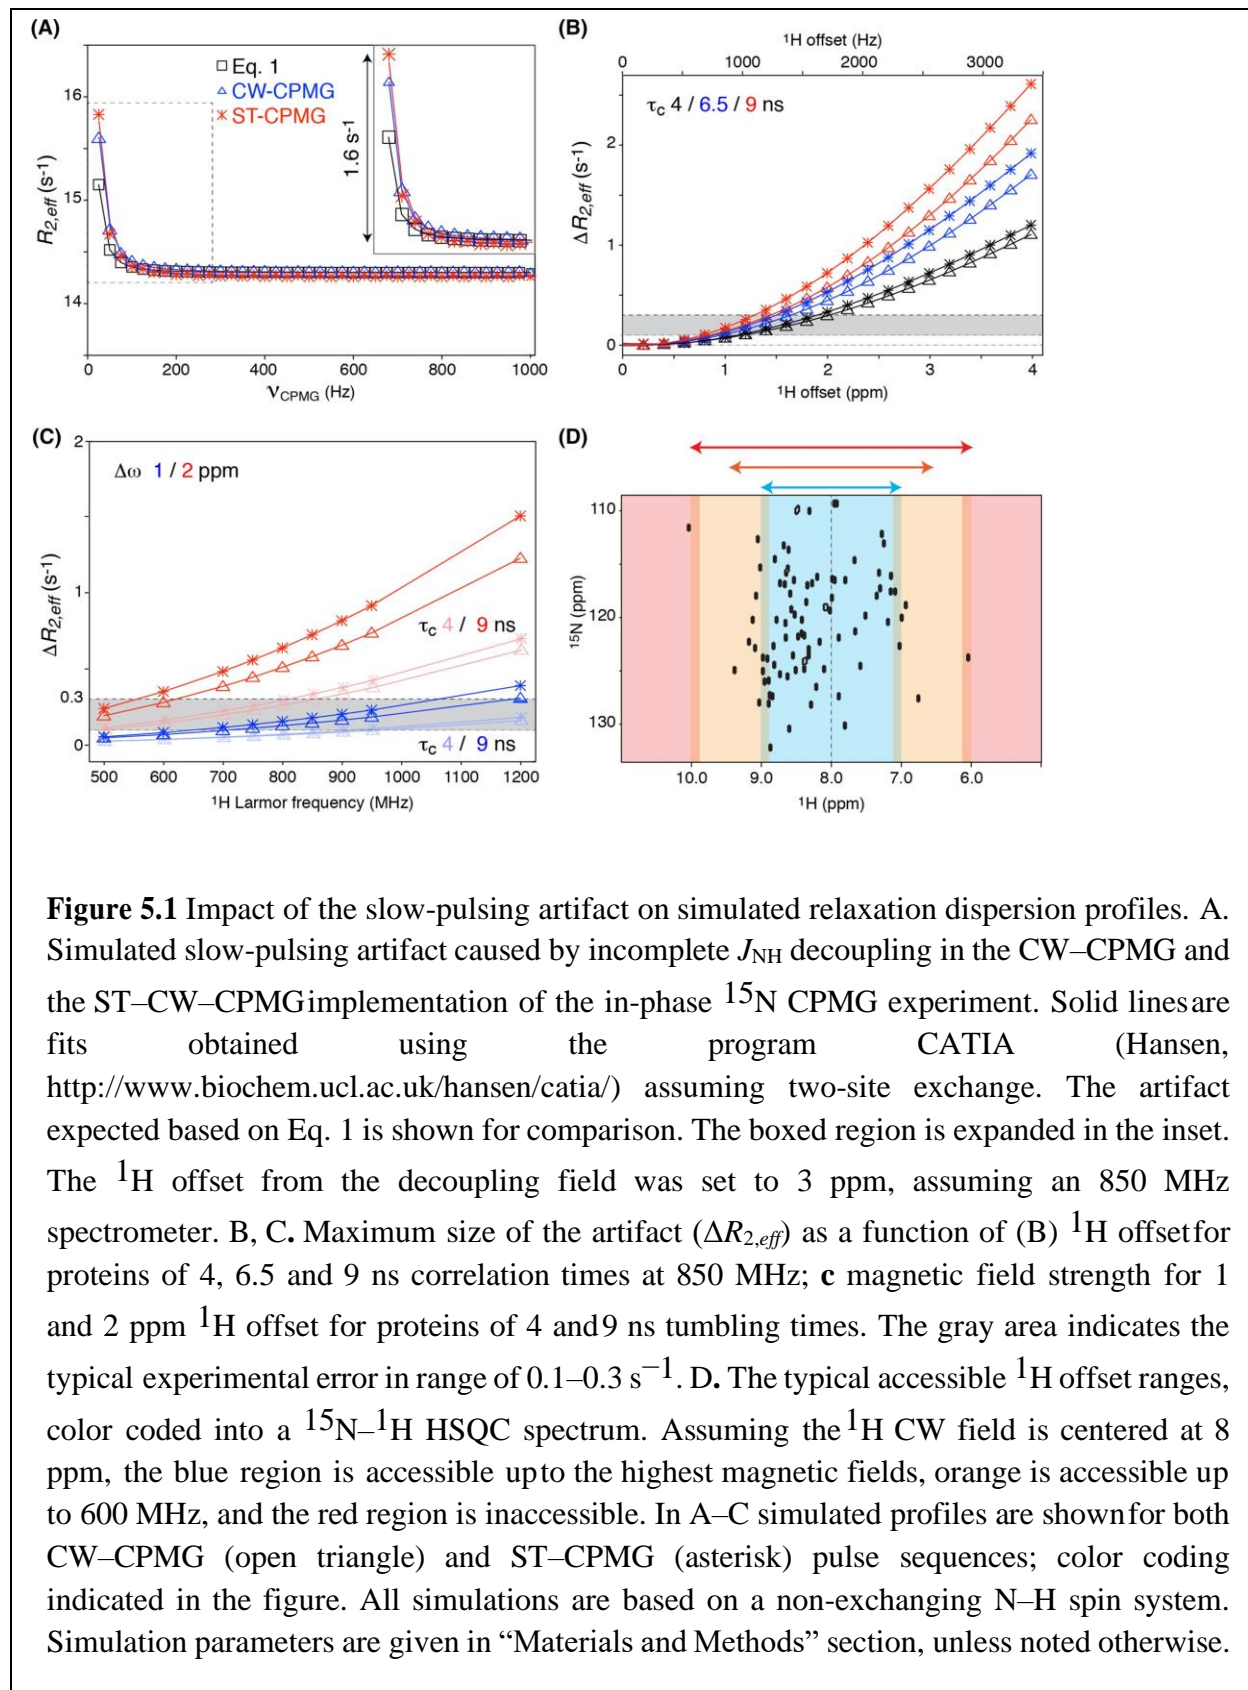 (A)
Eq. 1
CW-CPMG
ST-CPMG
1.6 s-1
16
15
14
R2,eff (s-1)
0 200 400 600 800 1000
νCPMG (Hz)
(B)
1H offset (Hz)
0 1000 2000 3000
τc 4 / 6.5 / 9 ns
2
1
0
ΔR2,eff (s-1)
0 1 2 3 4
1H offset (ppm)
(C)
Δω 1 / 2 ppm
2
1
0.3
0
ΔR2,eff (s-1)
τc 4 / 9 ns
τc 4 / 9 ns
500 600 700 800 900 1000 1100 1200
1H Larmor frequency (MHz)
(D)
110
120
130
15N (ppm)
10.0 9.0 8.0 7.0 6.0
1H (ppm)
Figure 5.1 Impact of the slow-pulsing artifact on simulated relaxation dispersion profiles. A.
Simulated slow-pulsing artifact caused by incomplete JNH decoupling in the CW–CPMG and
the ST–CW–CPMGimplementation of the in-phase 15N CPMG experiment. Solid linesare
fits obtained using the program CATIA (Hansen,
http://www.biochem.ucl.ac.uk/hansen/catia/) assuming two-site exchange. The artifact
expected based on Eq. 1 is shown for comparison. The boxed region is expanded in the inset.
The 1H offset from the decoupling field was set to 3 ppm, assuming an 850 MHz
spectrometer. B, C. Maximum size of the artifact (ΔR2,eff) as a function of (B) 1H offsetfor
proteins of 4, 6.5 and 9 ns correlation times at 850 MHz; c magnetic field strength for 1
and 2 ppm 1H offset for proteins of 4 and9 ns tumbling times. The gray area indicates the
typical experimental error in range of 0.1–0.3 s−1. D. The typical accessible 1H offset ranges,
color coded into a 15N–1H HSQC spectrum. Assuming the 1H CW field is centered at 8
ppm, the blue region is accessible upto the highest magnetic fields, orange is accessible up
to 600 MHz, and the red region is inaccessible. In A–C simulated profiles are shownfor both
CW–CPMG (open triangle) and ST–CPMG (asterisk) pulse sequences; color coding
indicated in the figure. All simulations are based on a non-exchanging N–H spin system.
Simulation parameters are given in “Materials and Methods” section, unless noted otherwise.